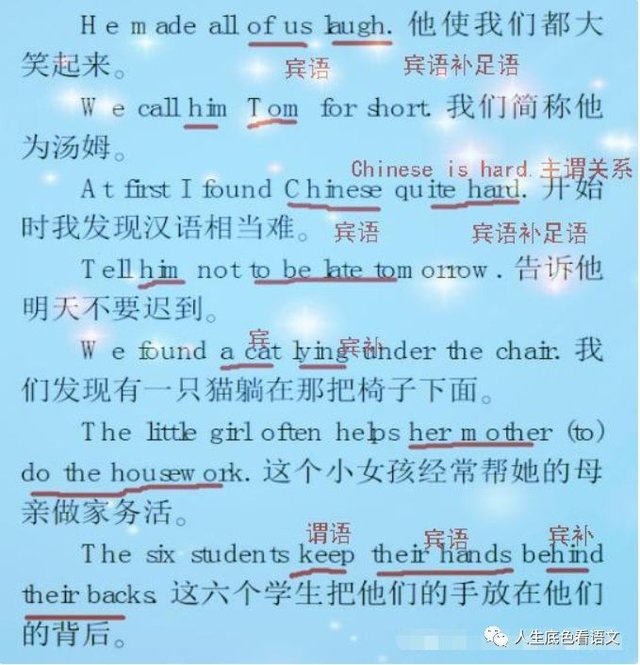 He made all of us laugh. 他使我们都大
笑起来。
宾语 宾语补足语
We call him Tom for short. 我们简称他
为汤姆。
Chinese is hard.主谓关系
At first I found Chinese quite hard. 开始
时我发现汉语相当难。
宾语 宾语补足语
Tell him not to be late tomorrow. 告诉他
明天不要迟到。
宾 宾补
We found a cat lying under the chair. 我
们发现有一只猫躺在那把椅子下面。
The little girl often helps her mother (to)
do the housework. 这个小女孩经常帮她的母
亲做家务活。
谓语 宾语 宾补
The six students keep their hands behind
their backs. 这六个学生把他们的手放在他们
的背后。
人生底色看语文